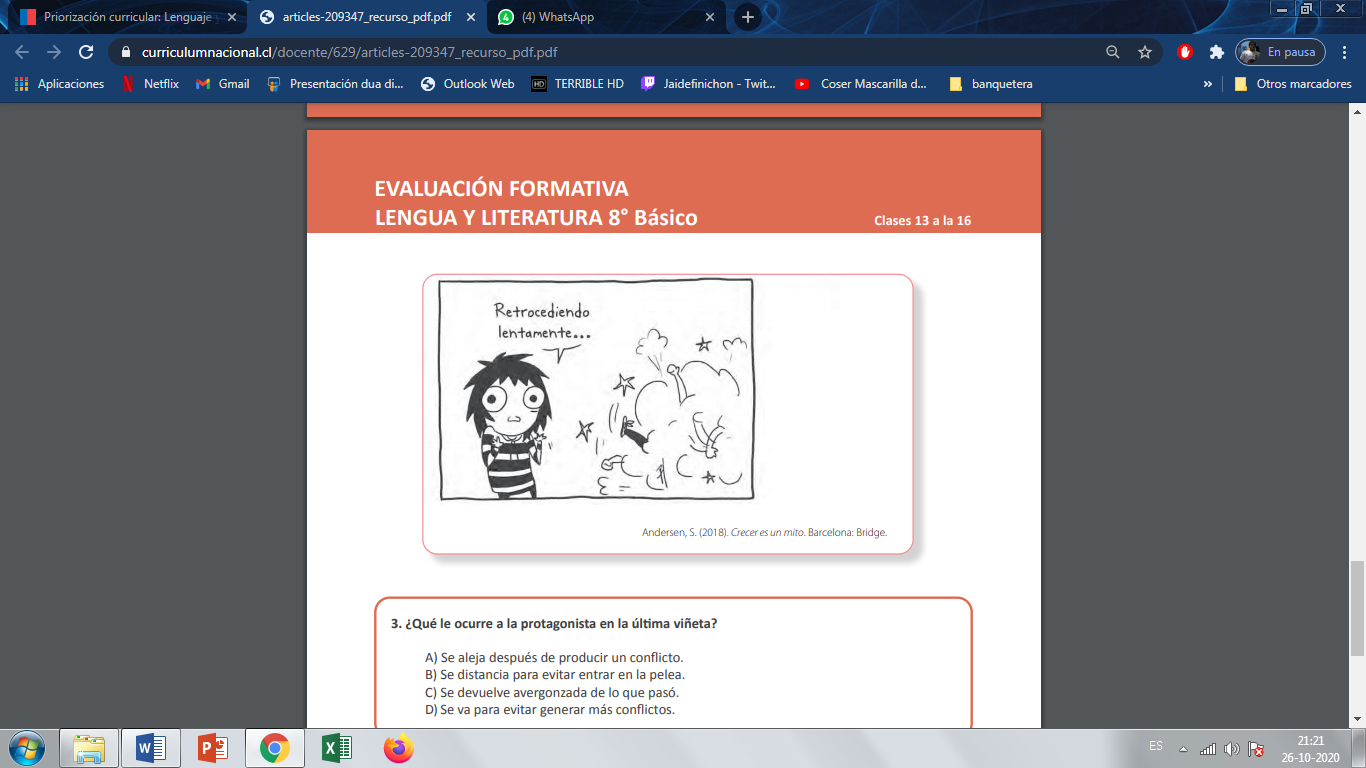 Priorización curricular: Lenguaje
articles-209347_recurso_pdf.pdf
(4) WhatsApp
curriculumnacional.cl/docente/629/articles-209347_recurso_pdf.pdf
En pausa
Aplicaciones
Netflix
Gmail
Presentación dua di...
Outlook Web
HD
TERRIBLE HD
Jaidefinichon - Twit...
Coser Mascarilla d...
banquetera
»
Otros marcadores
EVALUACIÓN FORMATIVA
LENGUA Y LITERATURA 8° Básico
Clases 13 a la 16
Retrocediendo
lentamente...
Andersen, S. (2018). Crecer es un mito. Barcelona: Bridge.
3. ¿Qué le ocurre a la protagonista en la última viñeta?
A) Se aleja después de producir un conflicto.
B) Se distancia para evitar entrar en la pelea.
C) Se devuelve avergonzada de lo que pasó.
D) Se va para evitar generar más conflictos.
ES
21:21
26-10-2020